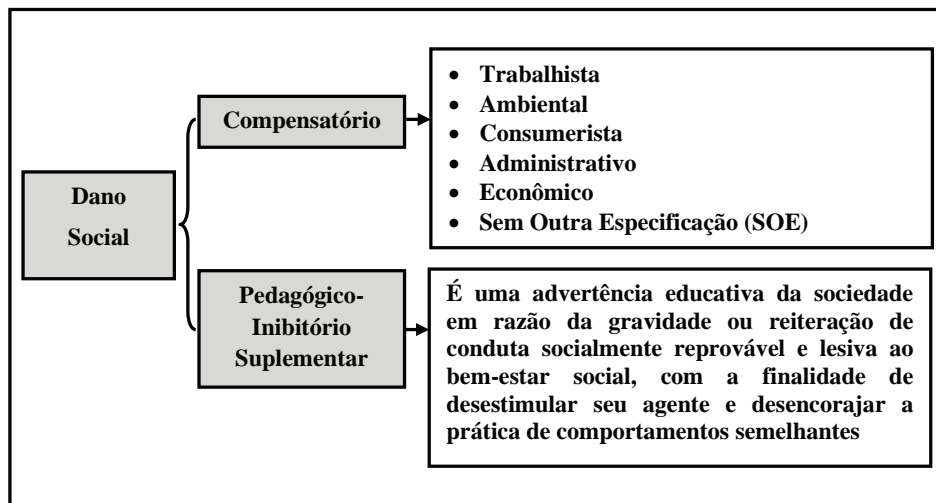 Dano
Social
Compensatório
• Trabalhista
• Ambiental
• Consumerista
• Administrativo
• Econômico
• Sem Outra Especificação (SOE)
Pedagógico-
Inibitório
Suplementar
É uma advertência educativa da sociedade
em razão da gravidade ou reiteração de
conduta socialmente reprovável e lesiva ao
bem-estar social, com a finalidade de
desestimular seu agente e desencorajar a
prática de comportamentos semelhantes